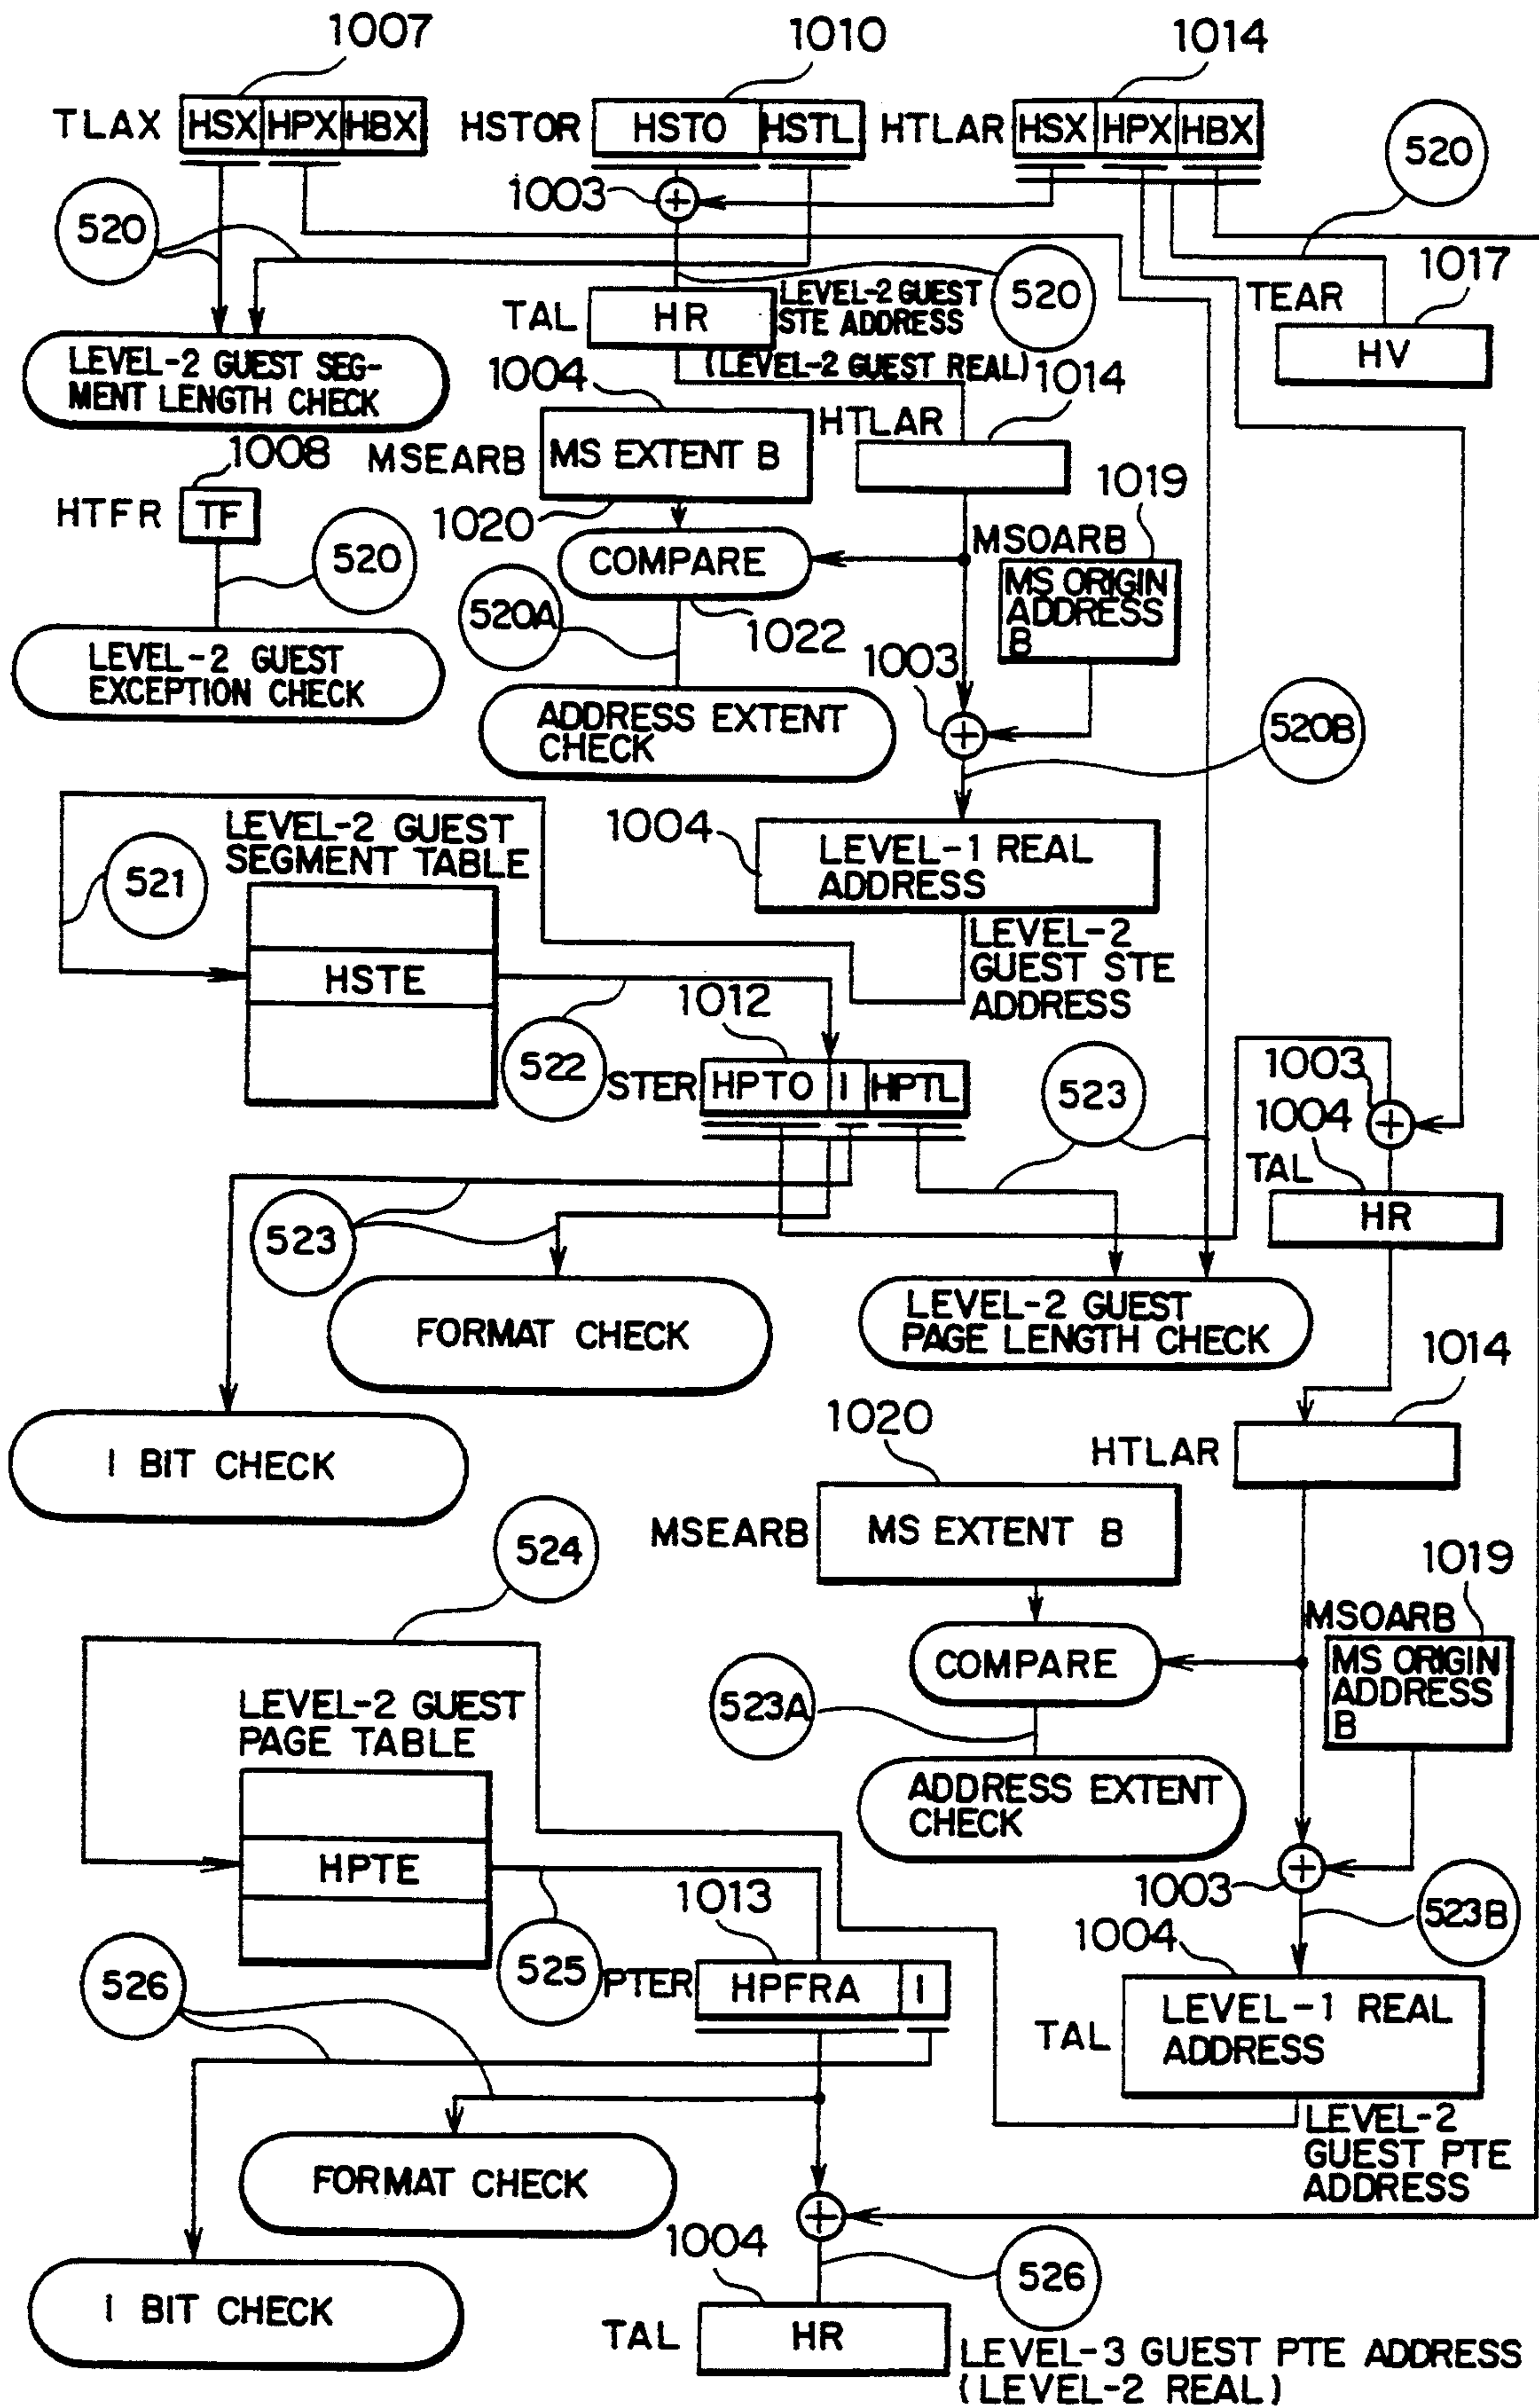 1007
1010
1014
TLAX HSX HPX HBX
HSTOR HSTO HSTL
HTLAR HSX HPX HBX
520
1003
520
520
1017
TEAR
HV
TAL HR
LEVEL-2 GUEST
STE ADDRESS
(LEVEL-2 GUEST REAL)
520
LEVEL-2 GUEST SEG-
MENT LENGTH CHECK
1004
1014
HTLAR
MSEARB MS EXTENT B
1008
HTFR TF
520
1020
COMPARE
1019
MSOARB
MS ORIGIN
ADDRESS
B
520A
1022
1003
LEVEL-2 GUEST
EXCEPTION CHECK
ADDRESS EXTENT
CHECK
520B
1004
LEVEL-1 REAL
ADDRESS
LEVEL-2 GUEST
SEGMENT TABLE
521
HSTE
LEVEL-2
GUEST STE
ADDRESS
1012
522
STER HPTO I HPTL
523
1003
1004
TAL
HR
523
FORMAT CHECK
LEVEL-2 GUEST
PAGE LENGTH CHECK
1014
HTLAR
I BIT CHECK
1020
MSEARB MS EXTENT B
524
1019
MSOARB
MS ORIGIN
ADDRESS
B
COMPARE
523A
LEVEL-2 GUEST
PAGE TABLE
ADDRESS EXTENT
CHECK
HPTE
1003
523B
1013
1004
525
PTER HPFRA I
526
TAL
LEVEL-1 REAL
ADDRESS
LEVEL-2
GUEST PTE
ADDRESS
FORMAT CHECK
1004
526
I BIT CHECK
TAL HR
LEVEL-3 GUEST PTE ADDRESS
(LEVEL-2 REAL)